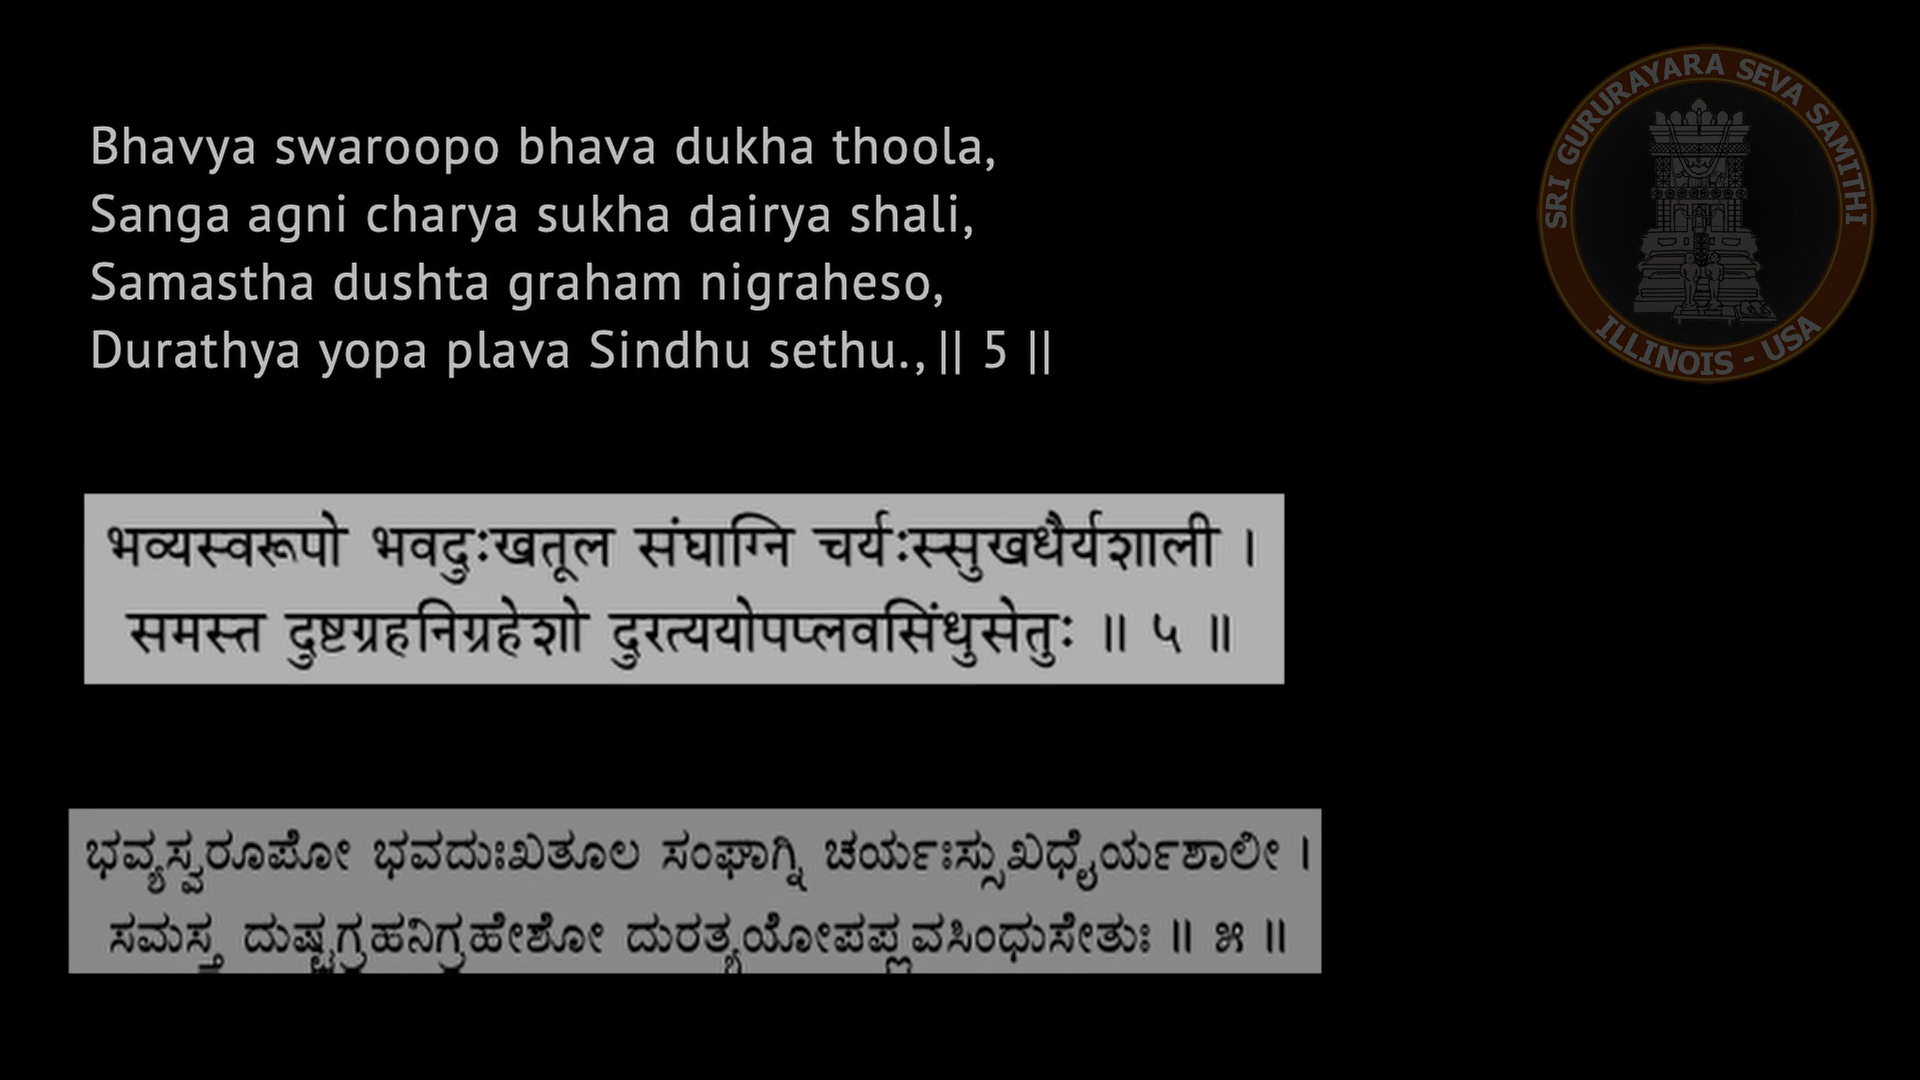 Bhavya swaroopo bhava dukha thoola,
Sanga agni charya sukha dairya shali,
Samastha dushta graham nigraheso,
Durathya yopa plava Sindhu sethu., || 5 ||
SRI GURURAYARA SEVA SAMITHI
ILLINOIS - USA
भव्यस्वरूपो भवदुःखतूल संघाग्नि चर्यःस्सुखधैर्यशाली ।
समस्त दुष्टग्रहनिग्रहेशो दुरत्ययोपप्लवसिंधुसेतुः ॥ ५ ॥
ಭವ್ಯಸ್ವರೂಪೋ ಭವದುಃಖತೂಲ ಸಂಘಾಗ್ನಿ ಚರ್ಯಃಸ್ಸುಖಧೈರ್ಯಶಾಲೀ ।
ಸಮಸ್ತ ದುಷ್ಟಗ್ರಹನಿಗ್ರಹೇಶೋ ದುರತ್ಯಯೋಪಪ್ಲವಸಿಂಧುಸೇತುಃ ॥ ೫ ॥